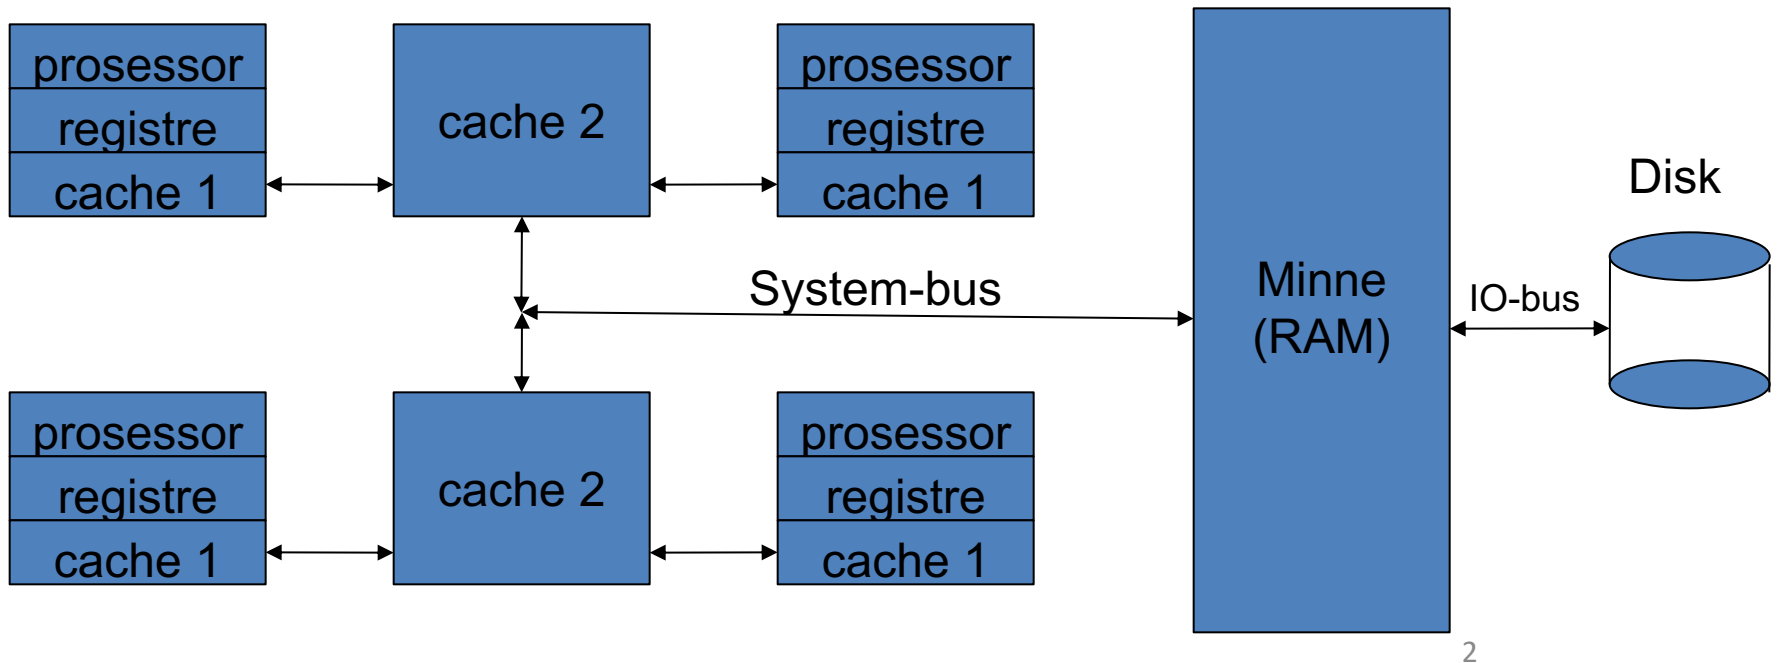 prosessor
registre
cache 1
cache 2
prosessor
registre
cache 1
System-bus
prosessor
registre
cache 1
cache 2
prosessor
registre
cache 1
Minne
(RAM)
IO-bus
Disk
2